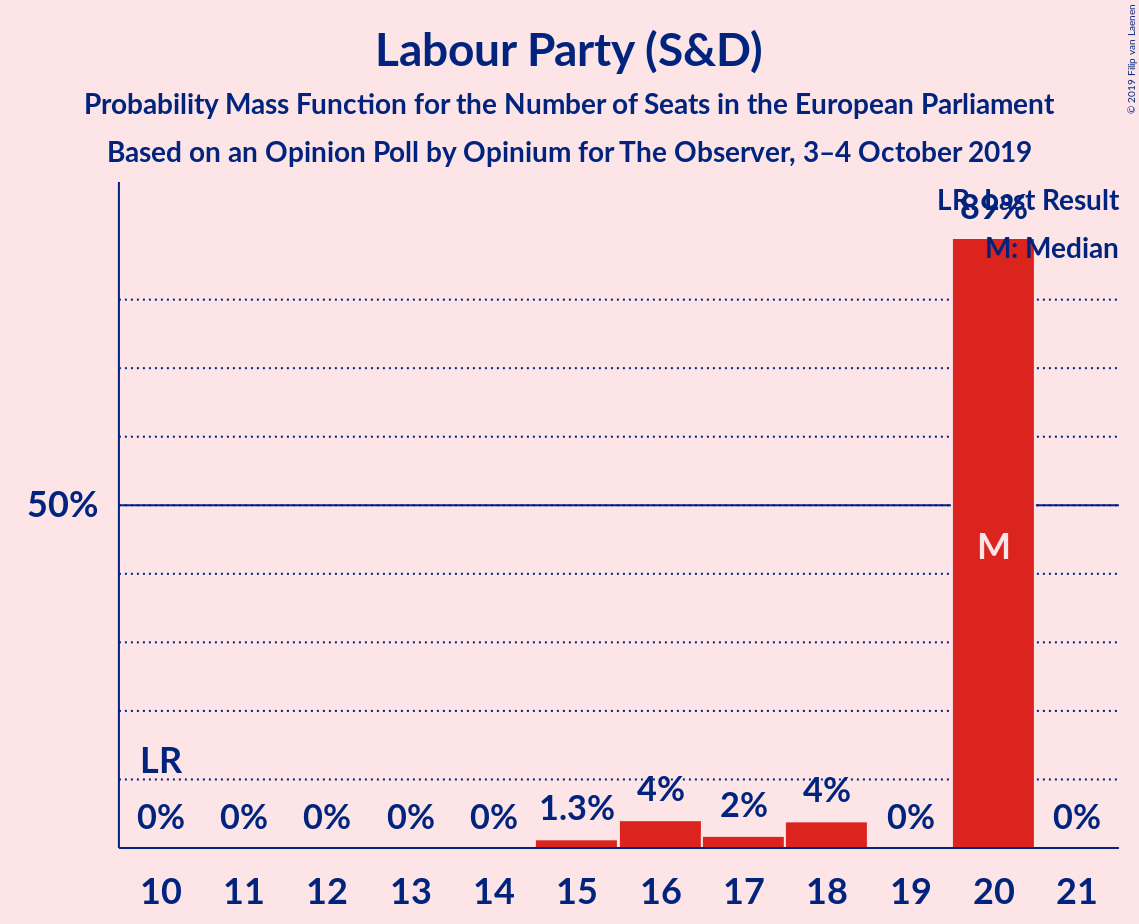 Labour Party (S&D)
Probability Mass Function for the Number of Seats in the European Parliament
Based on an Opinion Poll by Opinium for The Observer, 3–4 October 2019
© 2019 Filip van Laenen
LR: Last Result
89%
M: Median
50%
M
LR
0% 0% 0% 0% 0% 1.3% 4% 2% 4% 0% 0%
10 11 12 13 14 15 16 17 18 19 20 21